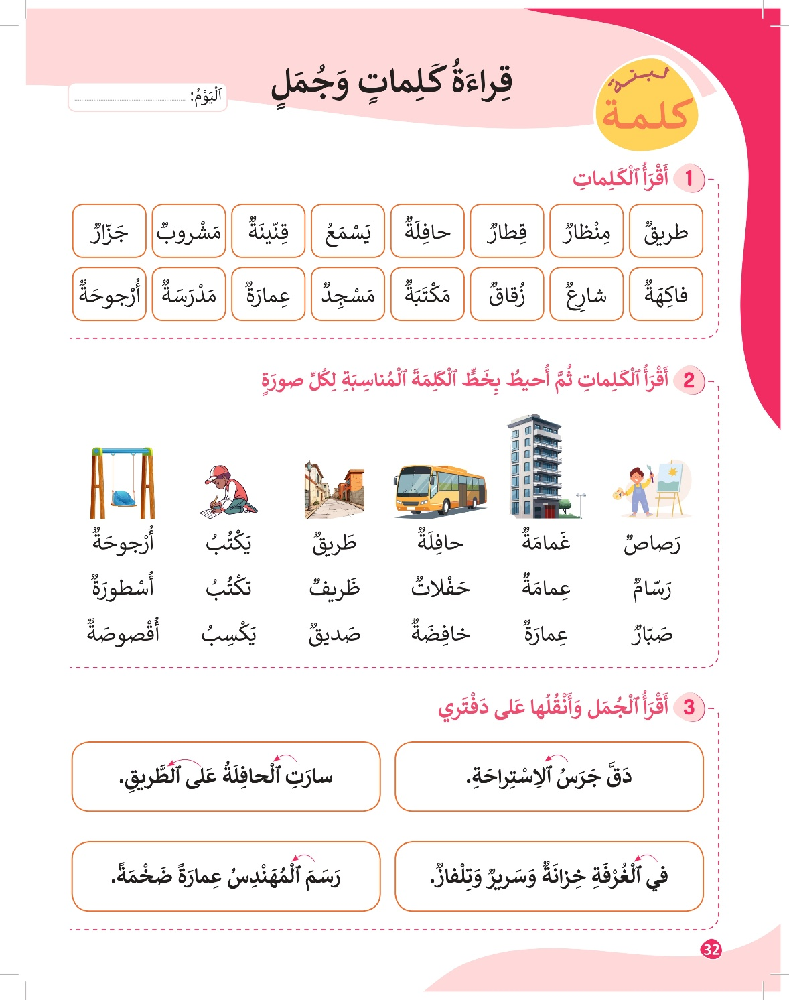 لبنة
كلمة
قِراءَةُ كَلِماتٍ وَجُمَلٍ
اَلْيَوْمُ:
1 أَقْرَأُ ٱلْكَلِماتِ
طريقٌ مِنْظارٌ قِطارٌ حافِلَةٌ يَسْمَعُ قِنّينَةٌ مَشْروبٌ جَزّارٌ
فاكِهَةٌ شارِعٌ زُقاقٌ مَكْتَبَةٌ مَسْجِدٌ عِمارَةٌ مَدْرَسَةٌ أُرْجوحَةٌ
2 أَقْرَأُ ٱلْكَلِماتِ ثُمَّ أُحيطُ بِخَطٍّ ٱلْكَلِمَةَ ٱلْمُناسِبَةِ لِكُلِّ صورَةٍ
رَصاصٌ غَمامَةٌ حافِلَةٌ طَريقٌ يَكْتُبُ أُرْجوحَةٌ
رَسّامٌ عِمامَةٌ حَفْلاتٌ ظَريفٌ تكْتُبُ أُسْطورَةٌ
صَبّارٌ عِمارَةٌ خافِضَةٌ صَديقٌ يَكْسِبُ أُقْصوصَةٌ
3 أَقْرَأُ ٱلْجُمَل وَأَنْقُلُها عَلى دَفْتَري
دَقَّ جَرَسُ ٱلِاسْتِراحَةِ.
سارَتِ ٱلْحافِلَةُ عَلى ٱلطَّريقِ.
في ٱلْغُرْفَةِ خِزانَةٌ وَسَريرٌ وَتِلْفازٌ.
رَسَمَ ٱلْمُهَنْدِسُ عِمارَةً ضَخْمَةً.
32